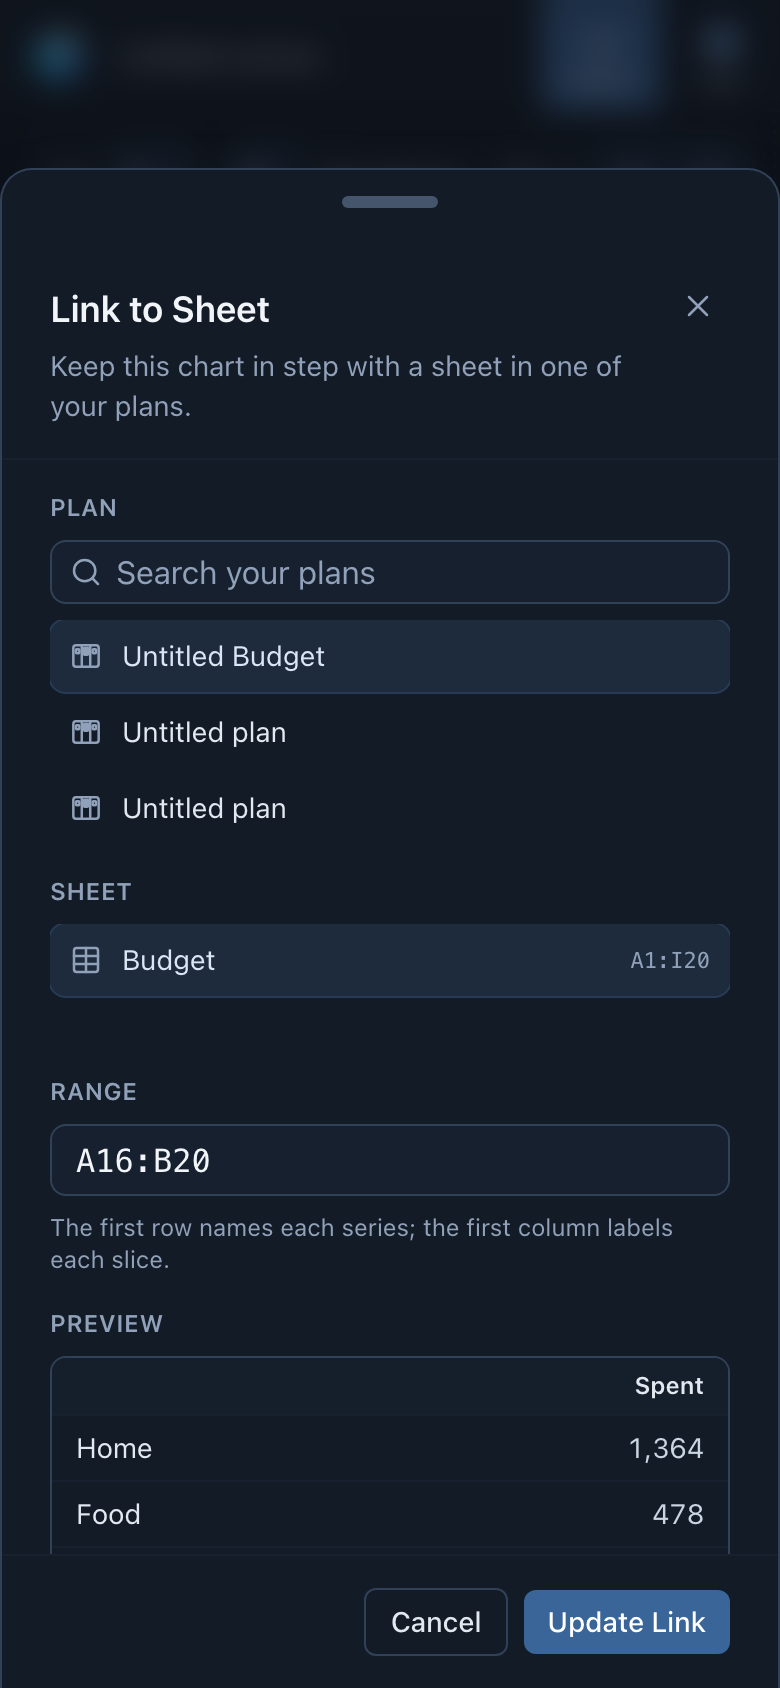 Link to Sheet
Keep this chart in step with a sheet in one of
your plans.
PLAN
Search your plans
Untitled Budget
Untitled plan
Untitled plan
SHEET
Budget A1:I20
RANGE
A16:B20
The first row names each series; the first column labels
each slice.
PREVIEW
Spent
Home 1,364
Food 478
Cancel Update Link